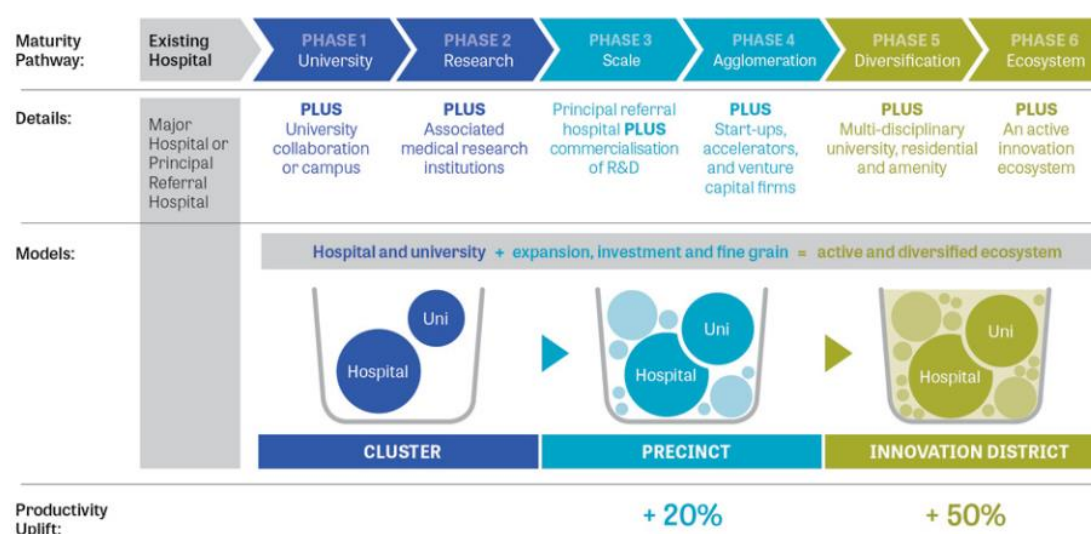 Maturity
Pathway:
Existing
Hospital
PHASE 1
University
PHASE 2
Research
PHASE 3
Scale
PHASE 4
Agglomeration
PHASE 5
Diversification
PHASE 6
Ecosystem
Details:
Major
Hospital or
Principal
Referral
Hospital
PLUS
University
collaboration
or campus
PLUS
Associated
medical research
institutions
Principal referral
hospital PLUS
commercialisation
of R&D
PLUS
Start-ups,
accelerators,
and venture
capital firms
PLUS
Multi-disciplinary
university, residential
and amenity
PLUS
An active
innovation
ecosystem
Models:
Hospital and university + expansion, investment and fine grain = active and diversified ecosystem
Uni
Hospital
Uni
Hospital
Uni
Hospital
CLUSTER
PRECINCT
INNOVATION DISTRICT
Productivity
Uplift:
+ 20%
+ 50%